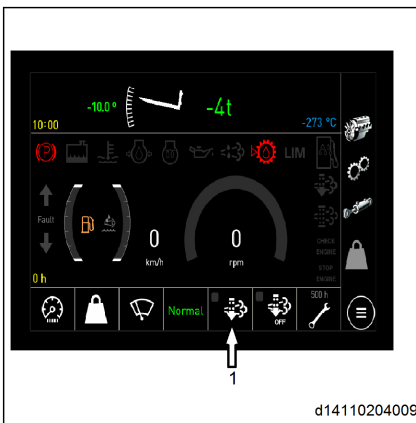 -10.0 °
-4t
10:00
-273 °C
(P)
LIM
Fault
CHECK
ENGINE
0
km/h
0
rpm
STOP
ENGINE
0 h
Normal
OFF
500 h
1
d14110204009